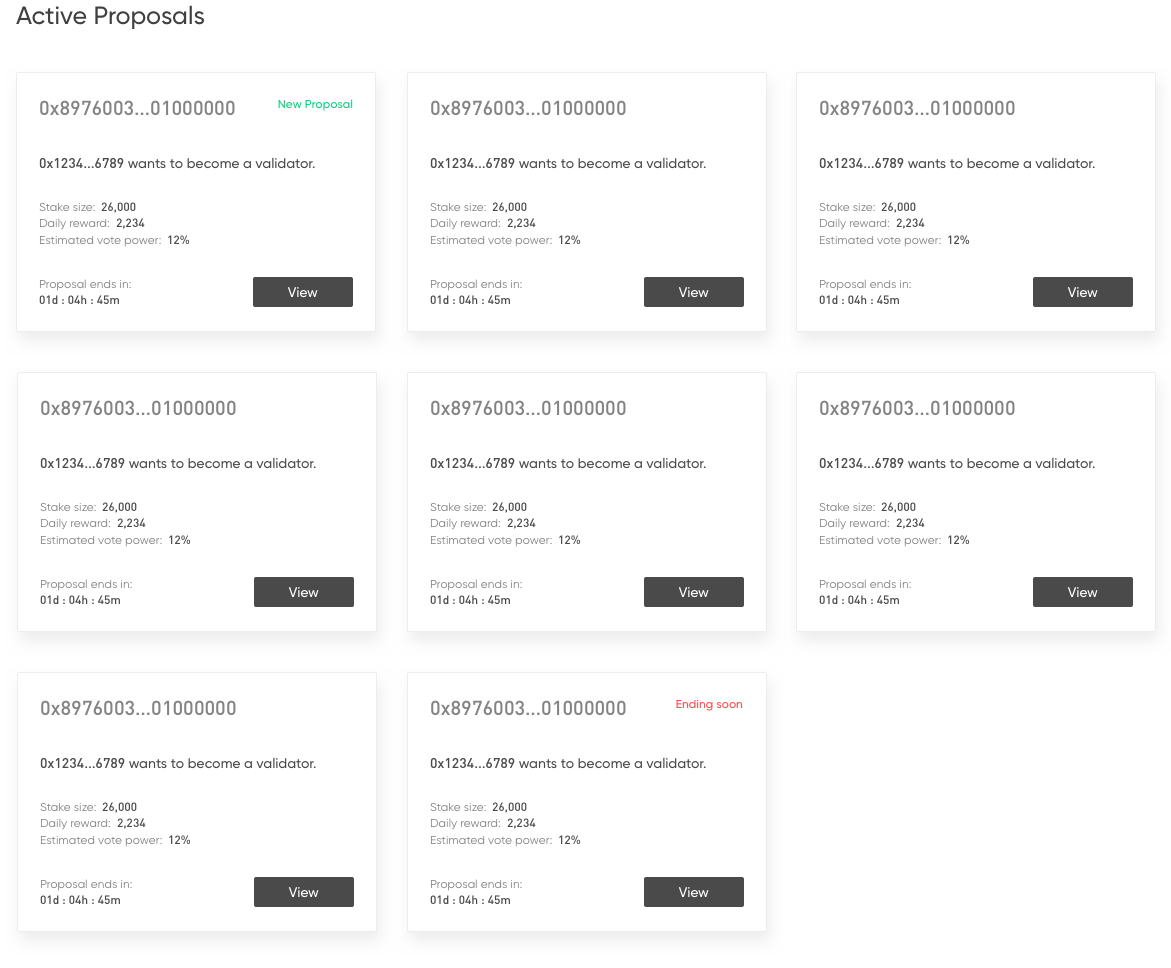 Active Proposals
0x8976003...01000000
New Proposal
0x1234...6789 wants to become a validator.
Stake size: 26,000
Daily reward: 2,234
Estimated vote power: 12%
Proposal ends in:
01d : 04h : 45m
View
0x8976003...01000000
0x1234...6789 wants to become a validator.
Stake size: 26,000
Daily reward: 2,234
Estimated vote power: 12%
Proposal ends in:
01d : 04h : 45m
View
0x8976003...01000000
0x1234...6789 wants to become a validator.
Stake size: 26,000
Daily reward: 2,234
Estimated vote power: 12%
Proposal ends in:
01d : 04h : 45m
View
0x8976003...01000000
0x1234...6789 wants to become a validator.
Stake size: 26,000
Daily reward: 2,234
Estimated vote power: 12%
Proposal ends in:
01d : 04h : 45m
View
0x8976003...01000000
0x1234...6789 wants to become a validator.
Stake size: 26,000
Daily reward: 2,234
Estimated vote power: 12%
Proposal ends in:
01d : 04h : 45m
View
0x8976003...01000000
0x1234...6789 wants to become a validator.
Stake size: 26,000
Daily reward: 2,234
Estimated vote power: 12%
Proposal ends in:
01d : 04h : 45m
View
0x8976003...01000000
0x1234...6789 wants to become a validator.
Stake size: 26,000
Daily reward: 2,234
Estimated vote power: 12%
Proposal ends in:
01d : 04h : 45m
View
0x8976003...01000000
Ending soon
0x1234...6789 wants to become a validator.
Stake size: 26,000
Daily reward: 2,234
Estimated vote power: 12%
Proposal ends in:
01d : 04h : 45m
View